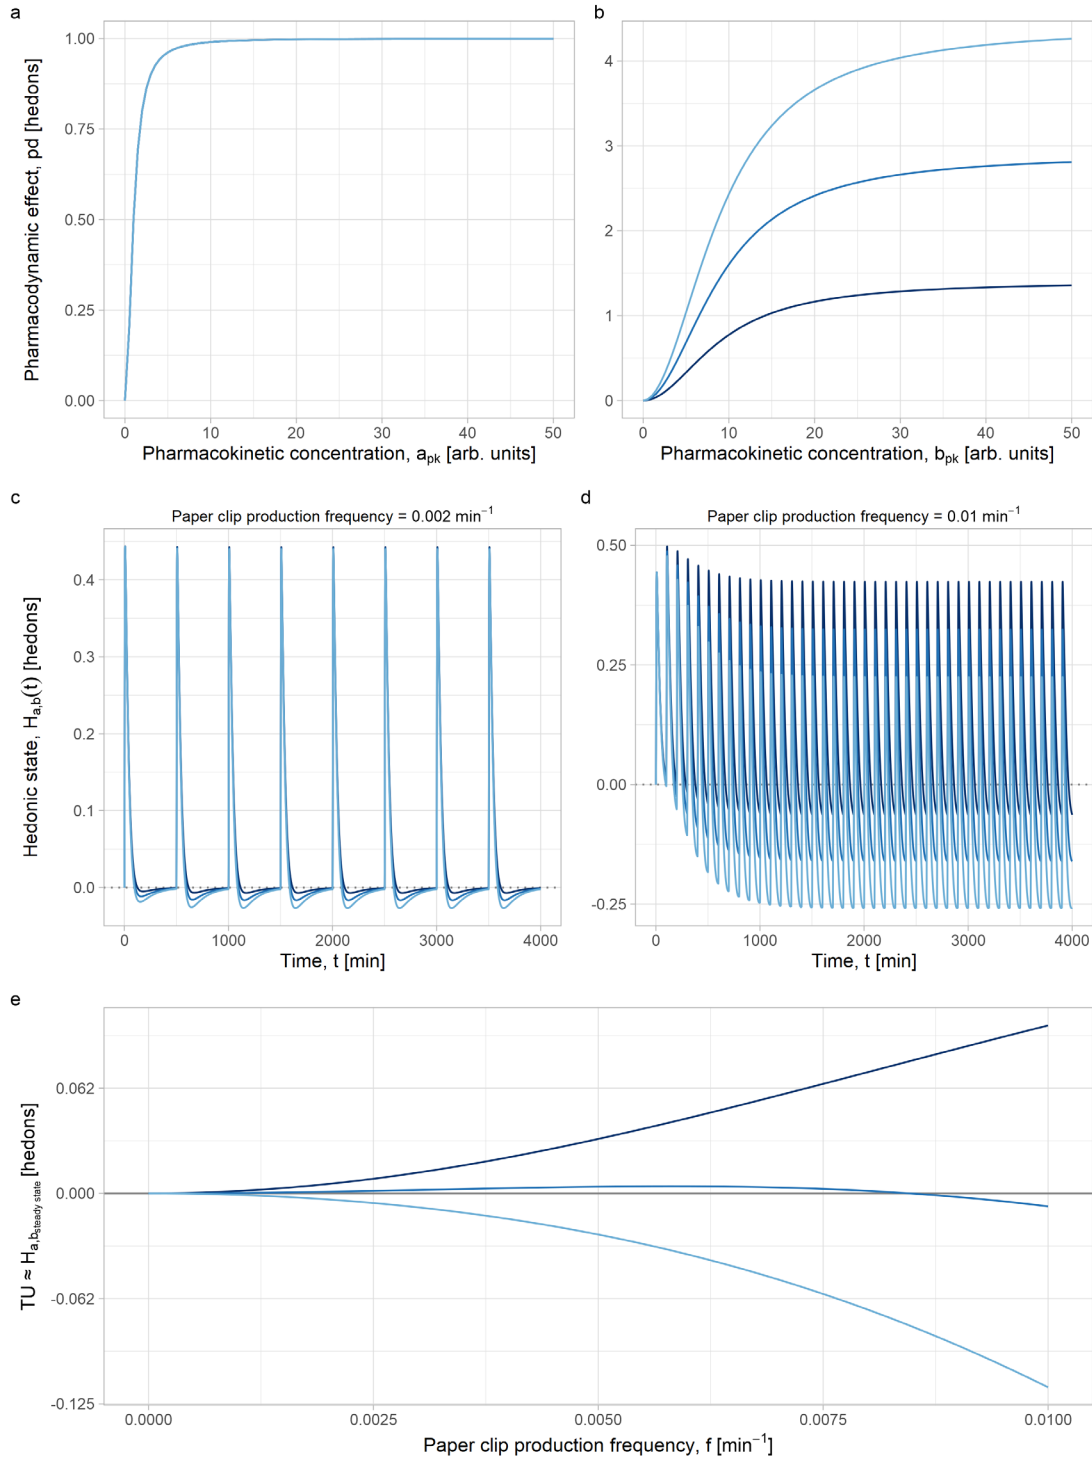 a
b
Pharmacodynamic effect, pd [hedons]
1.00
0.75
0.50
0.25
0.00
0 10 20 30 40 50
Pharmacokinetic concentration, a_pk [arb. units]
4
3
2
1
0
0 10 20 30 40 50
Pharmacokinetic concentration, b_pk [arb. units]
c
d
Paper clip production frequency = 0.002 min⁻¹
Hedonic state, H_a,b(t) [hedons]
0.4
0.3
0.2
0.1
0.0
0 1000 2000 3000 4000
Time, t [min]
Paper clip production frequency = 0.01 min⁻¹
0.50
0.25
0.00
-0.25
0 1000 2000 3000 4000
Time, t [min]
e
TU ≈ H_a,b_steady state [hedons]
0.062
0.000
-0.062
-0.125
0.0000 0.0025 0.0050 0.0075 0.0100
Paper clip production frequency, f [min⁻¹]